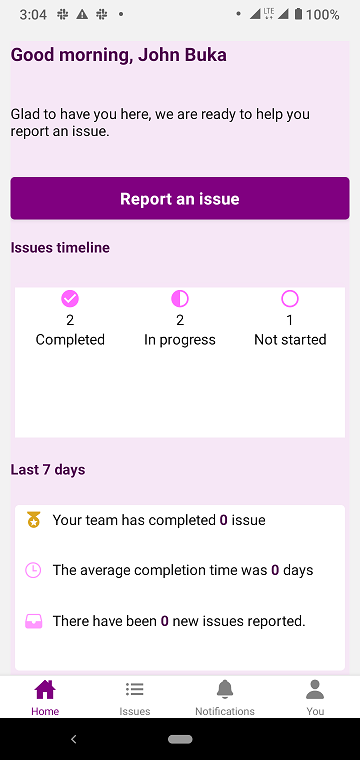 3:04 LTE 100%
Good morning, John Buka
Glad to have you here, we are ready to help you
report an issue.
Report an issue
Issues timeline
2 2 1
Completed In progress Not started
Last 7 days
Your team has completed 0 issue
The average completion time was 0 days
There have been 0 new issues reported.
Home Issues Notifications You